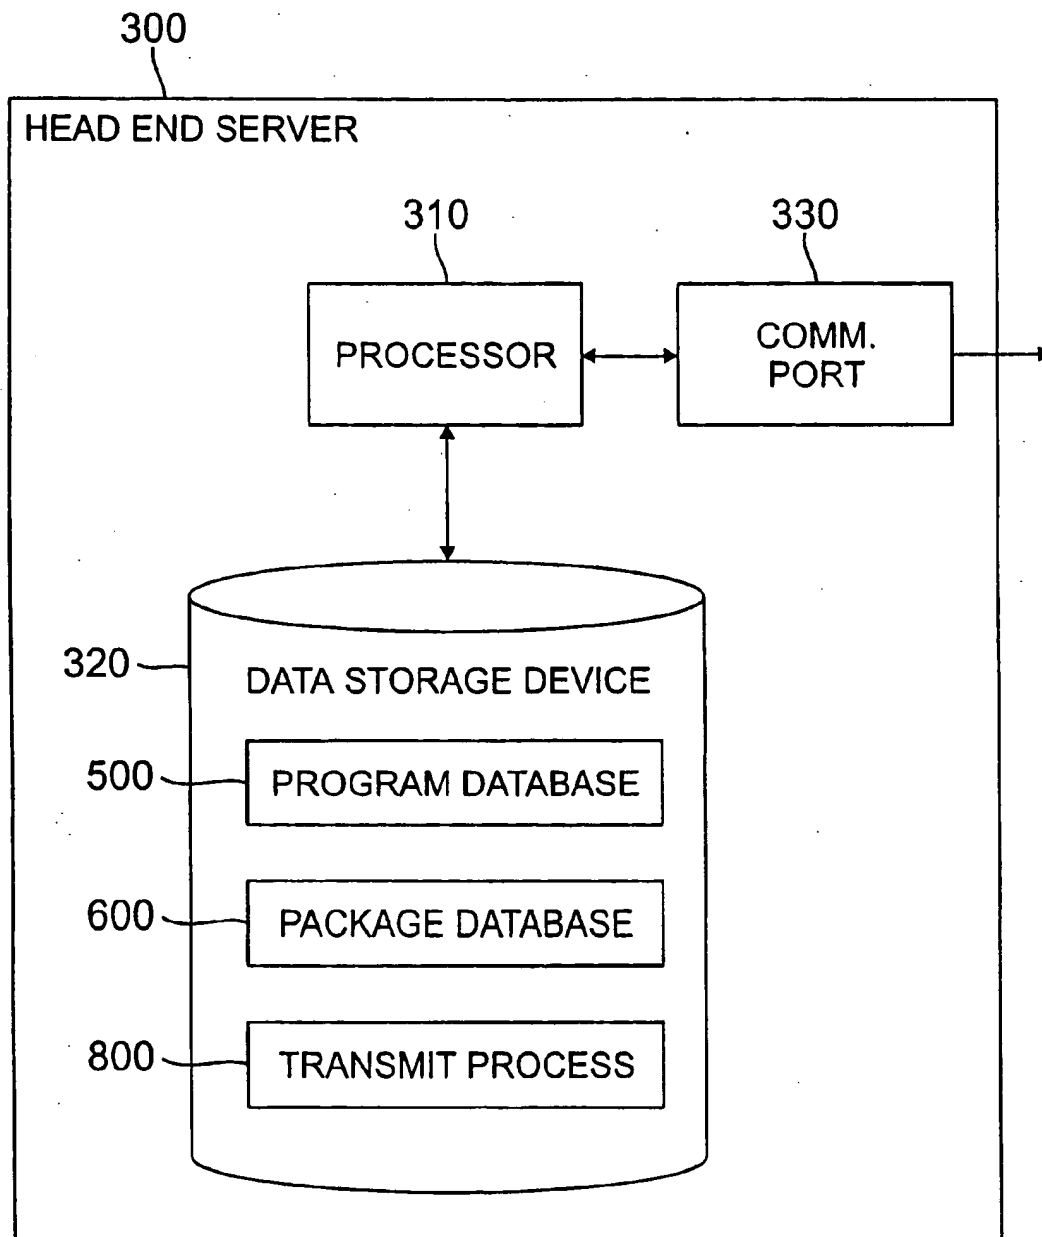 300
HEAD END SERVER
310
330
PROCESSOR
COMM.
PORT
320
DATA STORAGE DEVICE
500
PROGRAM DATABASE
600
PACKAGE DATABASE
800
TRANSMIT PROCESS